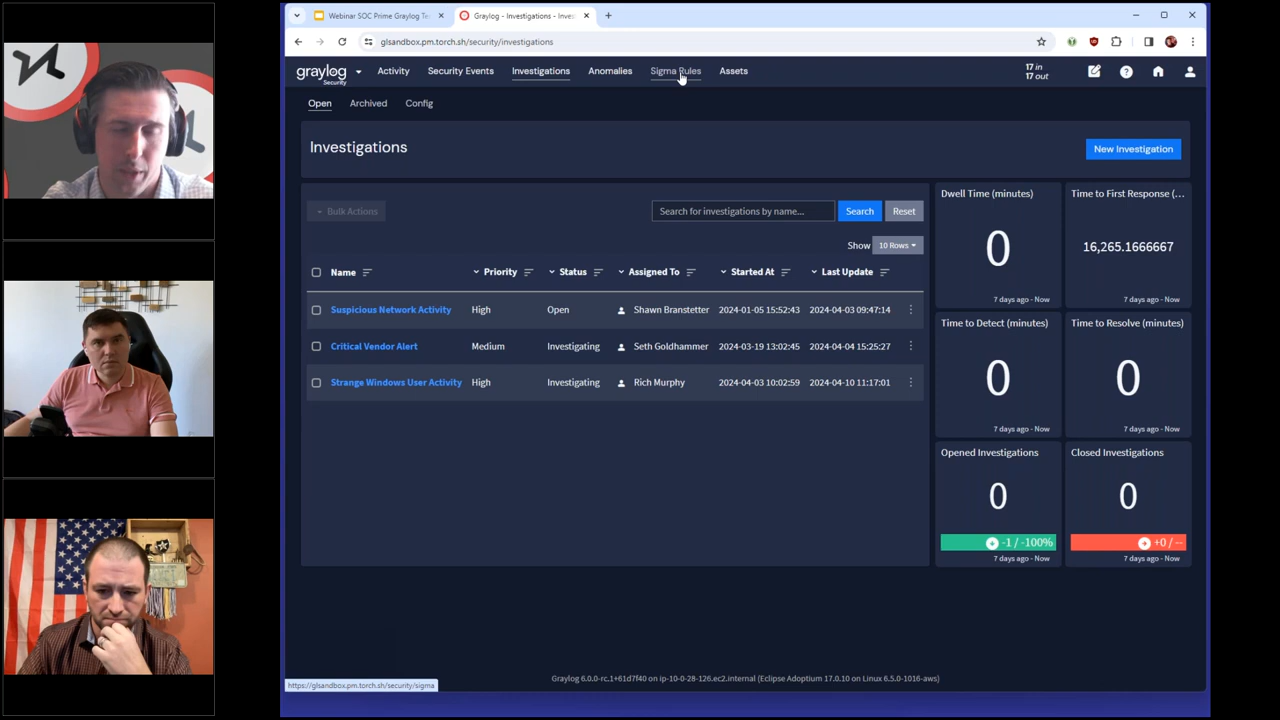 Webinar SOC Prime Graylog Te
Graylog - Investigations - Inves
glsandbox.pm.torch.sh/security/investigations
graylog
Security
Activity
Security Events
Investigations
Anomalies
Sigma Rules
Assets
17 in
17 out
Open
Archived
Config
Investigations
New Investigation
Bulk Actions
Search for investigations by name...
Search
Reset
Show
10 Rows
Name
Priority
Status
Assigned To
Started At
Last Update
Suspicious Network Activity High Open Shawn Branstetter 2024-01-05 15:52:43 2024-04-03 09:47:14
Critical Vendor Alert Medium Investigating Seth Goldhammer 2024-03-19 13:02:45 2024-04-04 15:25:27
Strange Windows User Activity High Investigating Rich Murphy 2024-04-03 10:02:59 2024-04-10 11:17:01
Dwell Time (minutes)
0
7 days ago - Now
Time to First Response (...
16,265.1666667
7 days ago - Now
Time to Detect (minutes)
0
7 days ago - Now
Time to Resolve (minutes)
0
7 days ago - Now
Opened Investigations
0
-1 / -100%
7 days ago - Now
Closed Investigations
0
+0 / --
7 days ago - Now
Graylog 6.0.0-rc.1+61d7f40 on ip-10-0-28-126.ec2.internal (Eclipse Adoptium 17.0.10 on Linux 6.5.0-1016-aws)
https://glsandbox.pm.torch.sh/security/sigma